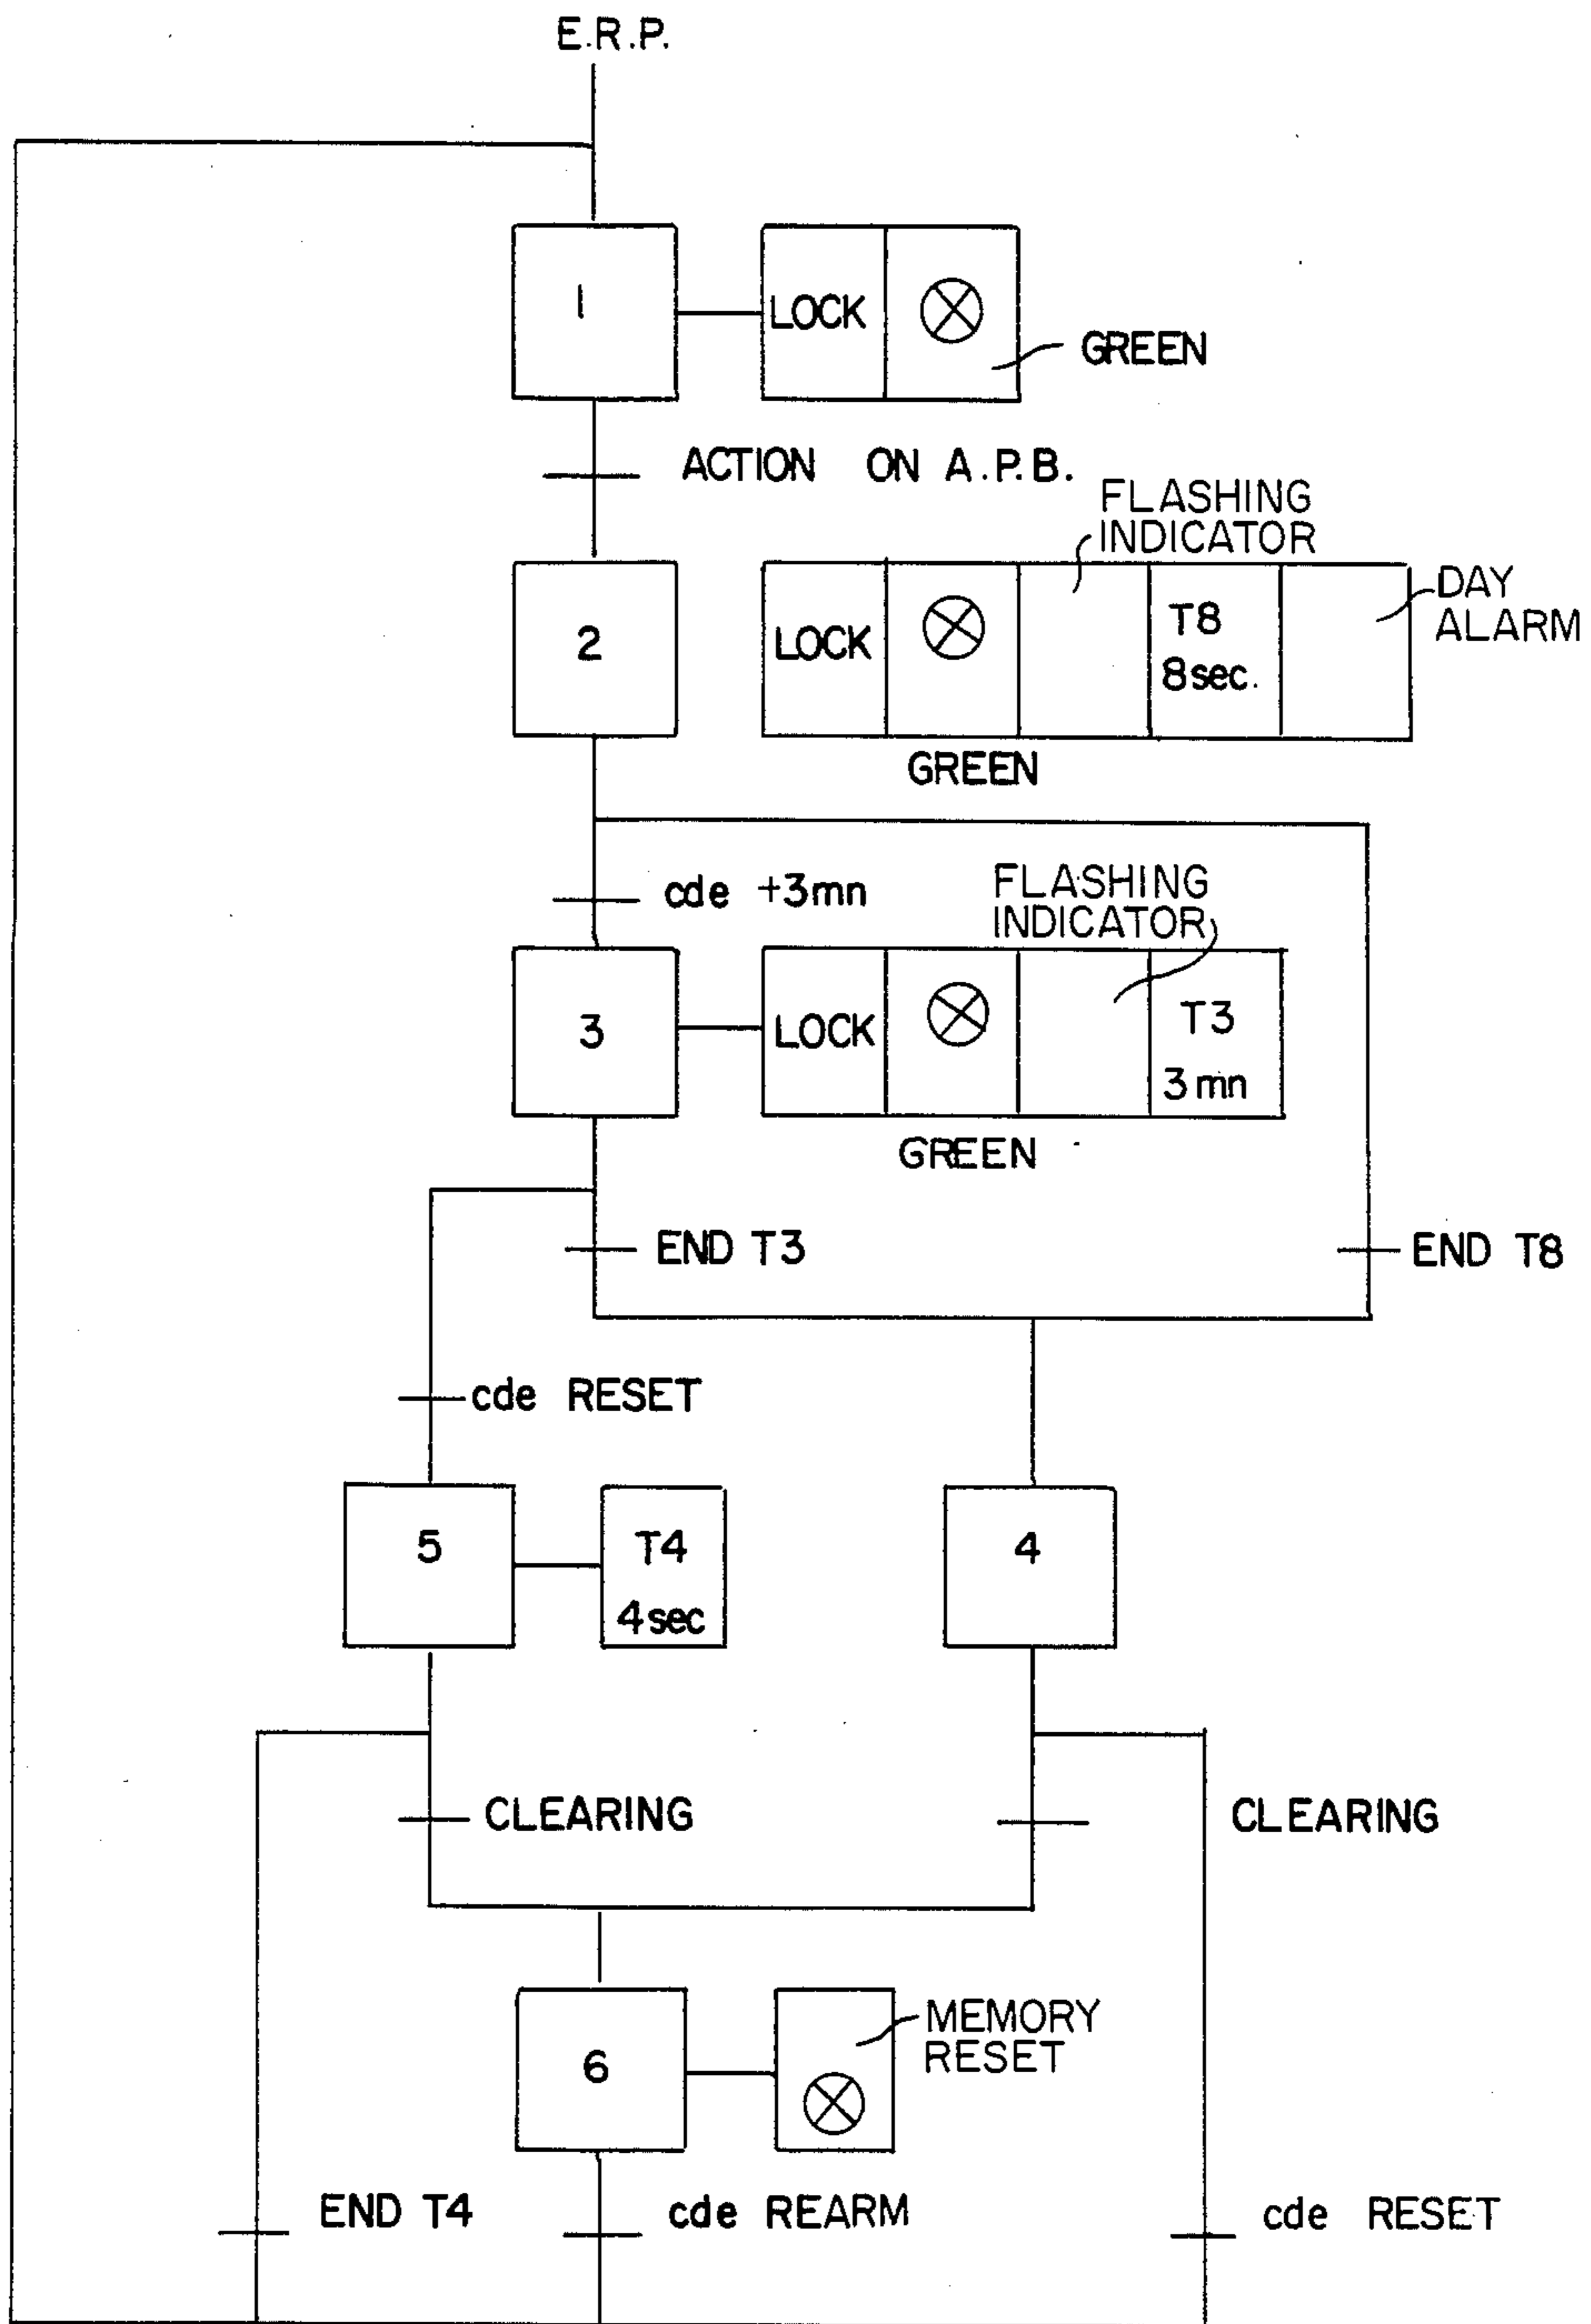 E.R.P.
1
LOCK
GREEN
ACTION ON A.P.B.
FLASHING
INDICATOR
2
LOCK
T8
8sec.
DAY
ALARM
GREEN
cde +3mn
FLASHING
INDICATOR
3
LOCK
T3
3mn
GREEN
END T3
END T8
cde RESET
5
T4
4sec
4
CLEARING
CLEARING
6
MEMORY
RESET
END T4
cde REARM
cde RESET